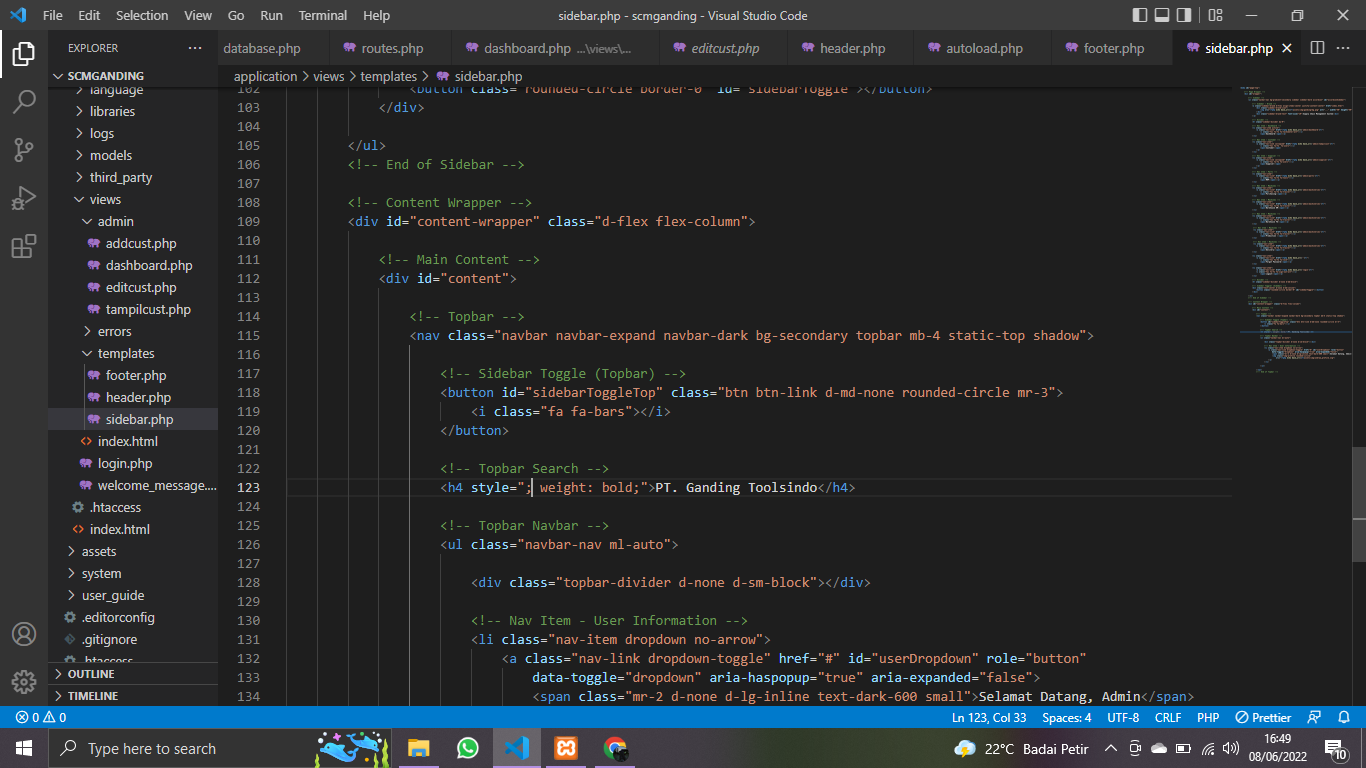 File Edit Selection View Go Run Terminal Help sidebar.php - scmganding - Visual Studio Code
EXPLORER ···
database.php routes.php dashboard.php ...\views\... editcust.php header.php autoload.php footer.php sidebar.php
SCMGANDING
application > views > templates > sidebar.php
language
libraries
logs
models
third_party
views
admin
addcust.php
dashboard.php
editcust.php
tampilcust.php
errors
templates
footer.php
header.php
sidebar.php
index.html
login.php
welcome_message....
.htaccess
index.html
assets
system
user_guide
.editorconfig
.gitignore
.htaccess
OUTLINE
TIMELINE
102 <button class="rounded-circle border-0" id="sidebarToggle"></button>
103 </div>
104
105 </ul>
106 <!-- End of Sidebar -->
107
108 <!-- Content Wrapper -->
109 <div id="content-wrapper" class="d-flex flex-column">
110
111 <!-- Main Content -->
112 <div id="content">
113
114 <!-- Topbar -->
115 <nav class="navbar navbar-expand navbar-dark bg-secondary topbar mb-4 static-top shadow">
116
117 <!-- Sidebar Toggle (Topbar) -->
118 <button id="sidebarToggleTop" class="btn btn-link d-md-none rounded-circle mr-3">
119 <i class="fa fa-bars"></i>
120 </button>
121
122 <!-- Topbar Search -->
123 <h4 style="; weight: bold;">PT. Ganding Toolsindo</h4>
124
125 <!-- Topbar Navbar -->
126 <ul class="navbar-nav ml-auto">
127
128 <div class="topbar-divider d-none d-sm-block"></div>
129
130 <!-- Nav Item - User Information -->
131 <li class="nav-item dropdown no-arrow">
132 <a class="nav-link dropdown-toggle" href="#" id="userDropdown" role="button"
133 data-toggle="dropdown" aria-haspopup="true" aria-expanded="false">
134 <span class="mr-2 d-none d-lg-inline text-dark-600 small">Selamat Datang, Admin</span>
0 0 Ln 123, Col 33 Spaces: 4 UTF-8 CRLF PHP Prettier
Type here to search 22°C Badai Petir 16:49
08/06/2022 10